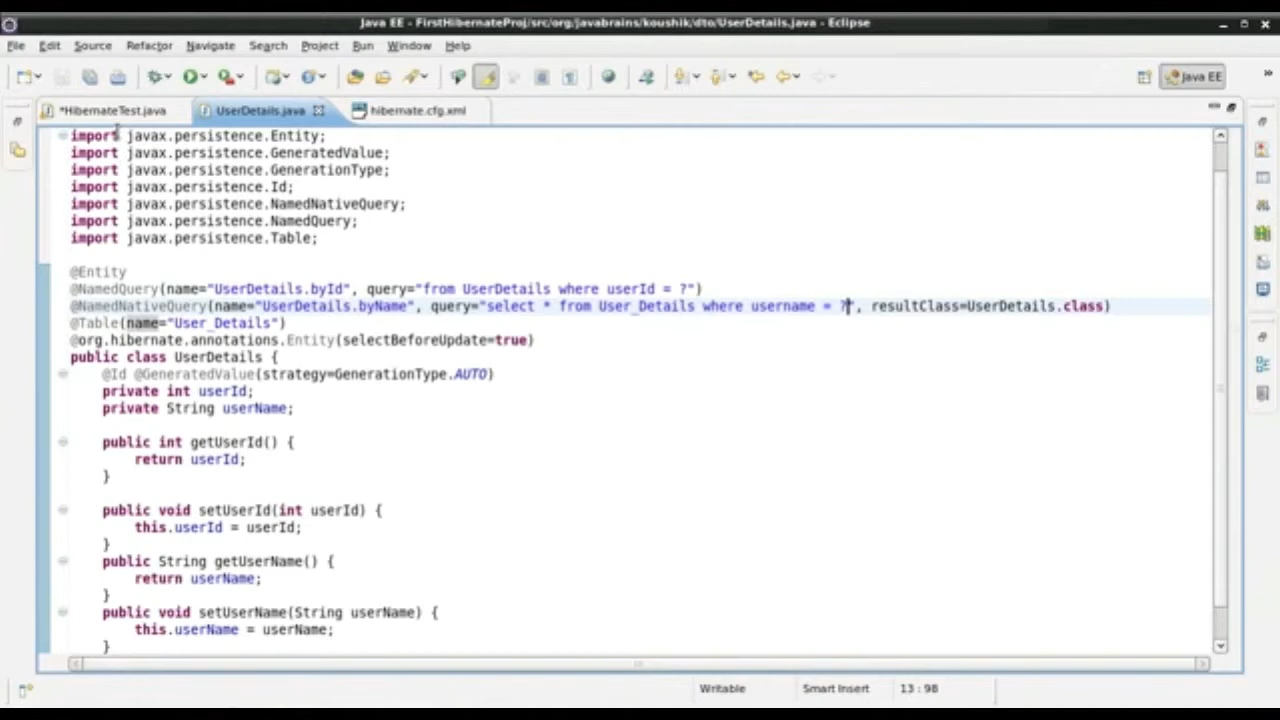 Java EE - FirstHibernateProj/src/org/javabrains/koushik/dto/UserDetails.java - Eclipse
File Edit Source Refactor Navigate Search Project Run Window Help
Java EE
*HibernateTest.java UserDetails.java hibernate.cfg.xml
import javax.persistence.Entity;
import javax.persistence.GeneratedValue;
import javax.persistence.GenerationType;
import javax.persistence.Id;
import javax.persistence.NamedNativeQuery;
import javax.persistence.NamedQuery;
import javax.persistence.Table;
@Entity
@NamedQuery(name="UserDetails.byId", query="from UserDetails where userId = ?")
@NamedNativeQuery(name="UserDetails.byName", query="select * from User_Details where username = ?", resultClass=UserDetails.class)
@Table(name="User_Details")
@org.hibernate.annotations.Entity(selectBeforeUpdate=true)
public class UserDetails {
@Id @GeneratedValue(strategy=GenerationType.AUTO)
private int userId;
private String userName;
public int getUserId() {
return userId;
}
public void setUserId(int userId) {
this.userId = userId;
}
public String getUserName() {
return userName;
}
public void setUserName(String userName) {
this.userName = userName;
}
Writable Smart Insert 13 : 98